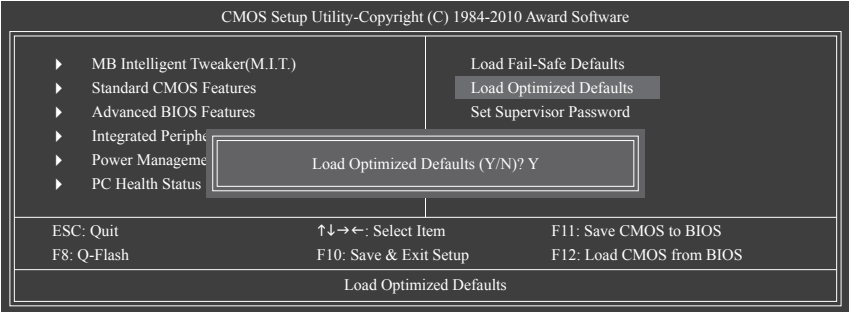 CMOS Setup Utility-Copyright (C) 1984-2010 Award Software
MB Intelligent Tweaker(M.I.T.)
Standard CMOS Features
Advanced BIOS Features
Integrated
Power
PC Health Status
Load Fail-Safe Defaults
Load Optimized Defaults
Set Supervisor Password
Load Optimized Defaults (Y/N)? Y
ESC: Quit
↑↓→←: Select Item
F11: Save CMOS to BIOS
F8: Q-Flash
F10: Save & Exit Setup
F12: Load CMOS from BIOS
Load Optimized Defaults